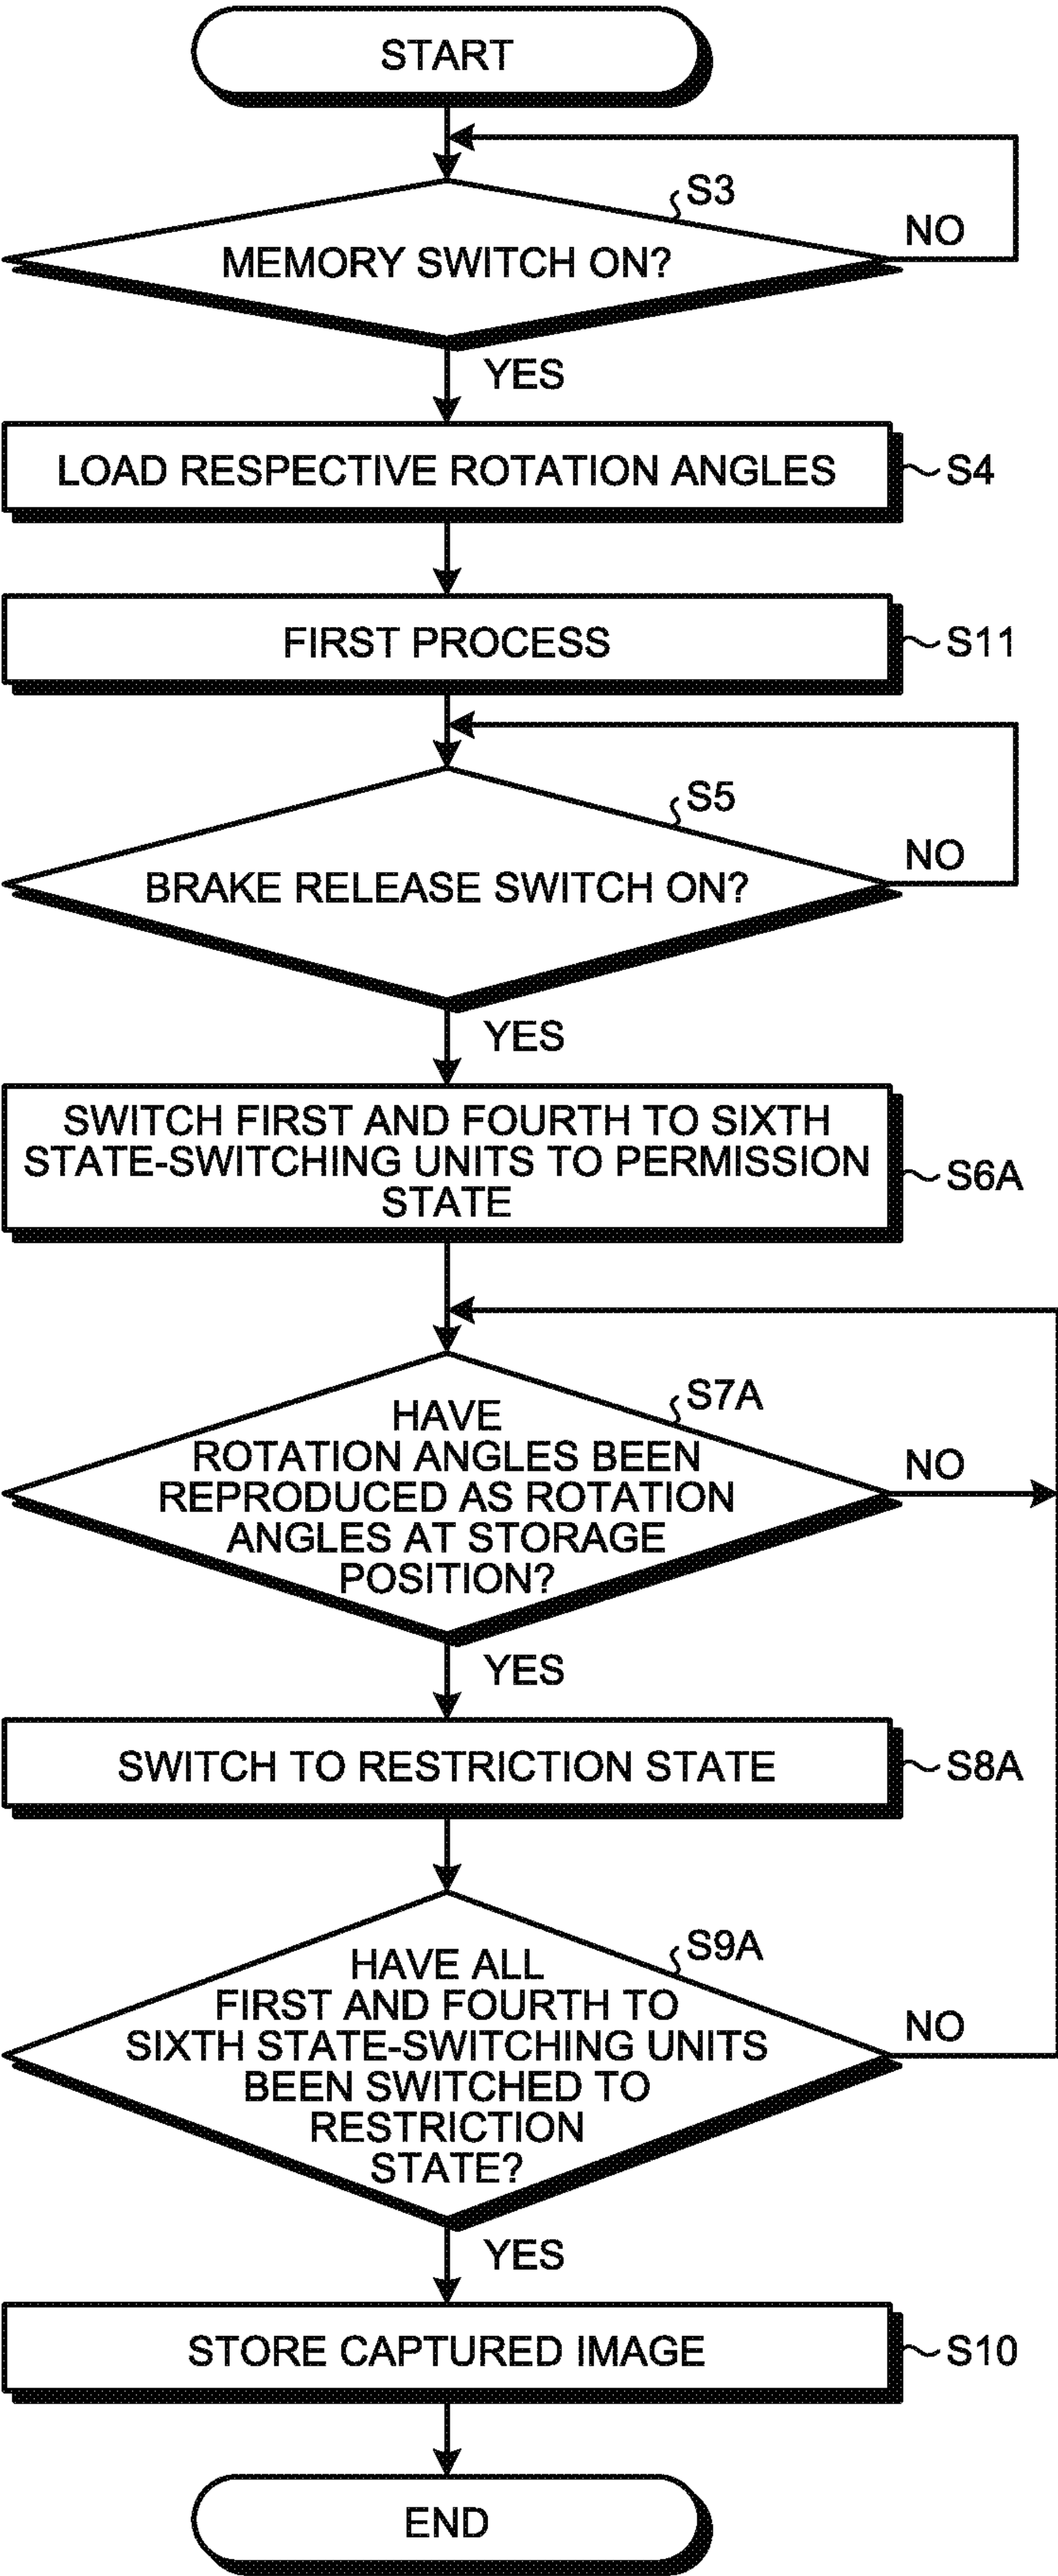 START
S3
MEMORY SWITCH ON?
NO
YES
LOAD RESPECTIVE ROTATION ANGLES
S4
FIRST PROCESS
S11
S5
BRAKE RELEASE SWITCH ON?
NO
YES
SWITCH FIRST AND FOURTH TO SIXTH
STATE-SWITCHING UNITS TO PERMISSION
STATE
S6A
S7A
HAVE
ROTATION ANGLES BEEN
REPRODUCED AS ROTATION
ANGLES AT STORAGE
POSITION?
NO
YES
SWITCH TO RESTRICTION STATE
S8A
S9A
HAVE ALL
FIRST AND FOURTH TO
SIXTH STATE-SWITCHING UNITS
BEEN SWITCHED TO
RESTRICTION
STATE?
NO
YES
STORE CAPTURED IMAGE
S10
END